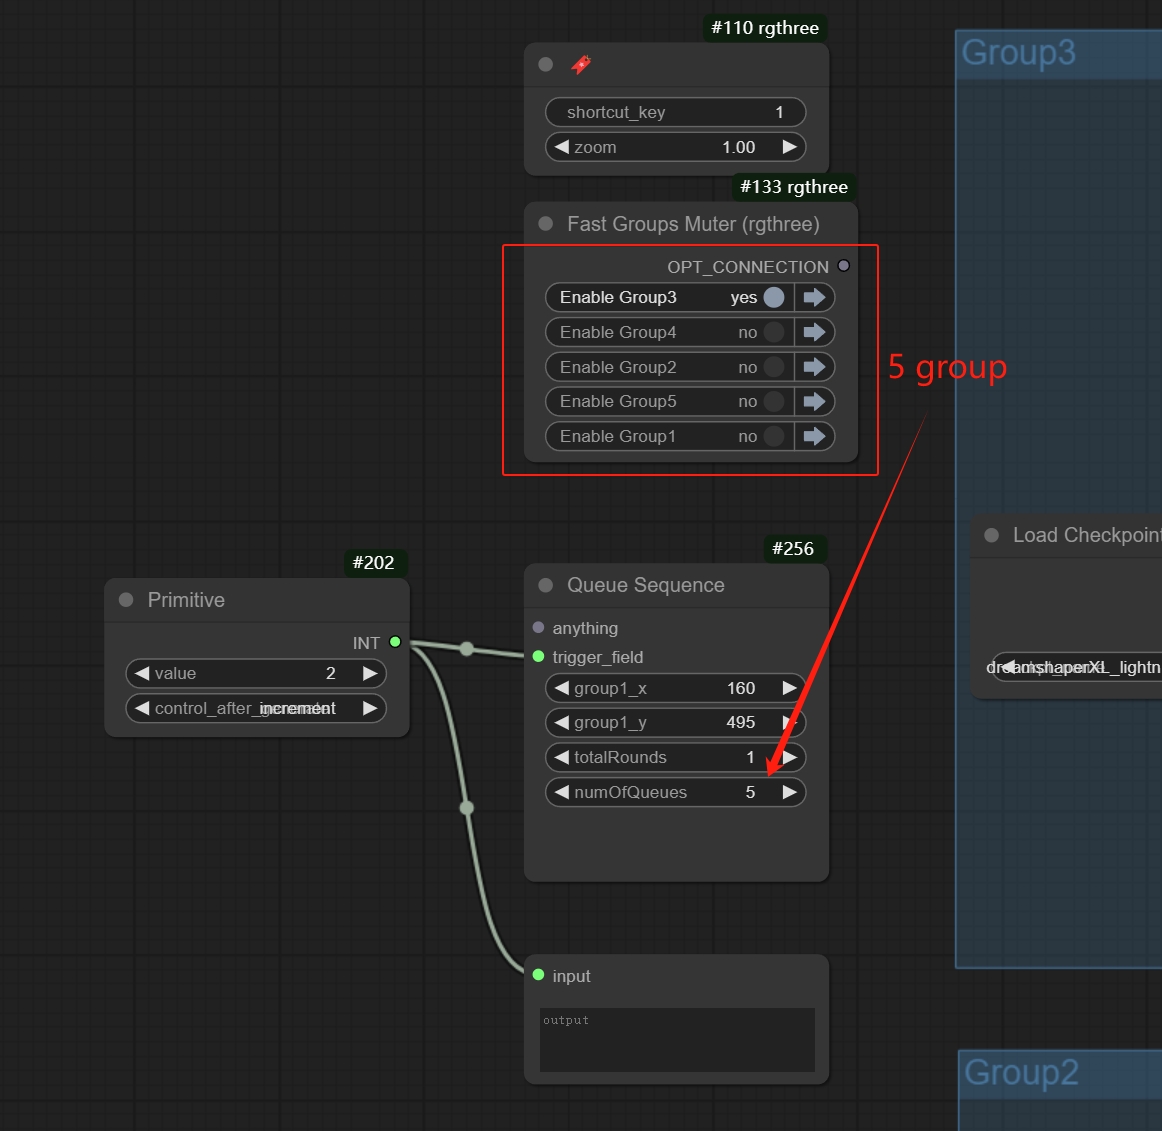 #110 rgthree
shortcut_key 1
zoom 1.00
#133 rgthree
Fast Groups Muter (rgthree)
OPT_CONNECTION
Enable Group3 yes
Enable Group4 no
Enable Group2 no
Enable Group5 no
Enable Group1 no
5 group
#202
Primitive
INT
value 2
control_after_generate increment
#256
Queue Sequence
anything
trigger_field
group1_x 160
group1_y 495
totalRounds 1
numOfQueues 5
input
output
Group3
Load Checkpoint
dreamshaperXL_lightn
Group2